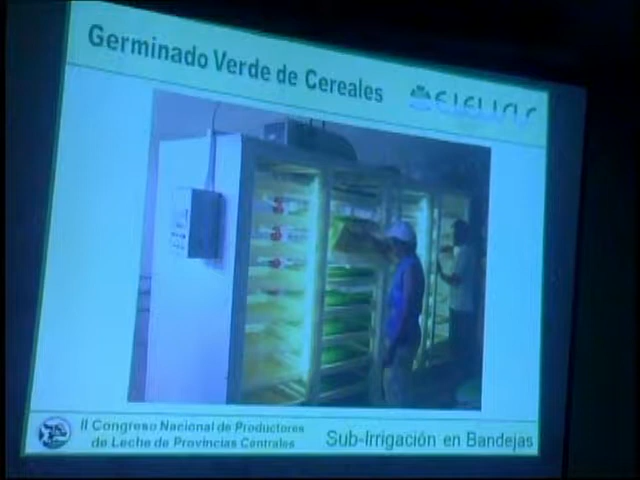 Germinado Verde de Cereales
II Congreso Nacional de Productores
de Leche de Provincias Centrales
Sub-Irrigación en Bandejas